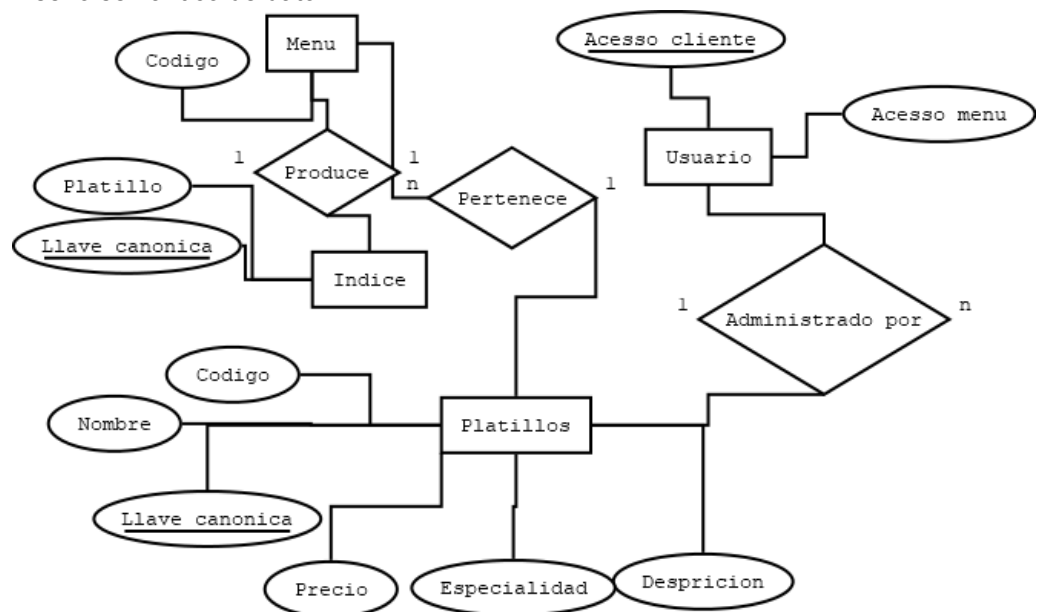 Menu
Acesso cliente
Codigo
Acesso menu
Usuario
1
Produce
1
Platillo
n
Pertenece
1
Llave canonica
Indice
1
Administrado por
n
Codigo
Nombre
Platillos
Llave canonica
Precio
Especialidad
Despricion